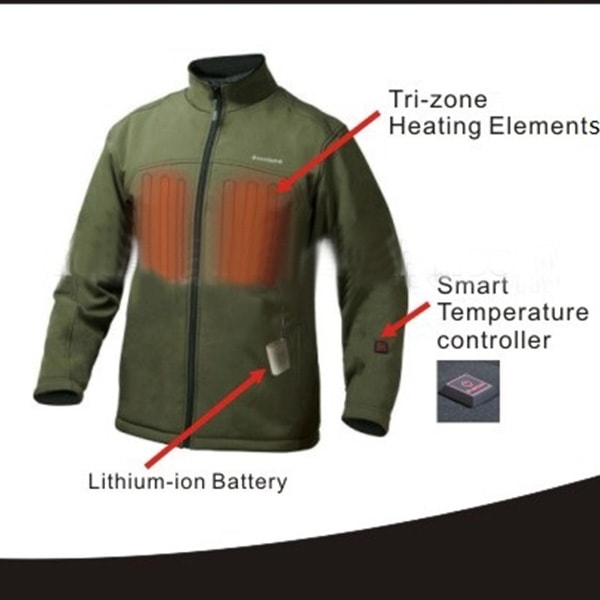 Tri-zone
Heating Elements
Smart
Temperature
controller
Lithium-ion Battery